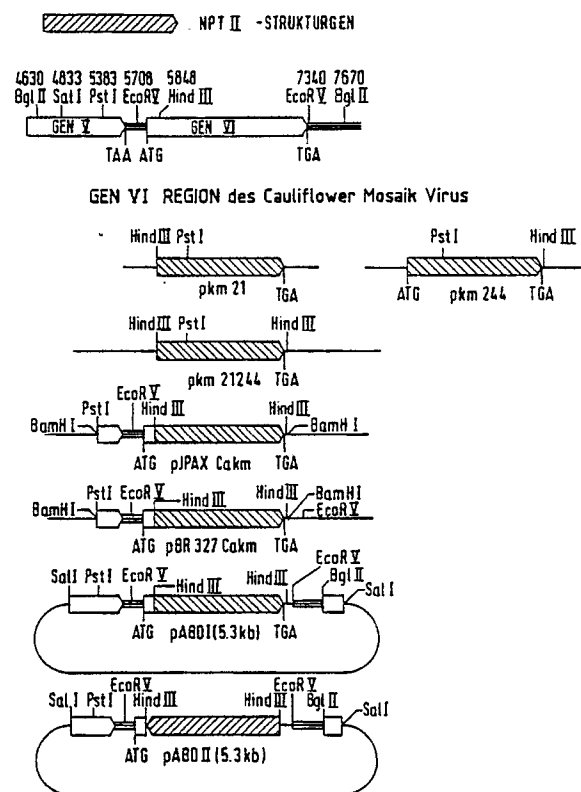 NPT II - STRUKTURGEN
4630 4833 5383 5708 5848 7340 7670
Bgl II Sal I Pst I EcoR V Hind III EcoR V Bgl II
GEN V GEN VI
TAA ATG TGA
GEN VI REGION des Cauliflower Mosaik Virus
Hind III Pst I Pst I Hind III
pkm 21 TGA ATG pkm 244 TGA
Hind III Pst I Hind III
pkm 21244 TGA
BamH I Pst I EcoR V Hind III Hind III BamH I
ATG pJPAX Cakm TGA
BamH I Pst I EcoR V Hind III Hind III BamH I EcoR V
ATG pBR 327 Cakm TGA
Sal I Pst I EcoR V Hind III Hind III EcoR V Bgl II Sal I
ATG pABD I (5.3kb) TGA
Sal I Pst I EcoR V Hind III Hind III EcoR V Bgl II Sal I
ATG pABD II (5.3kb)